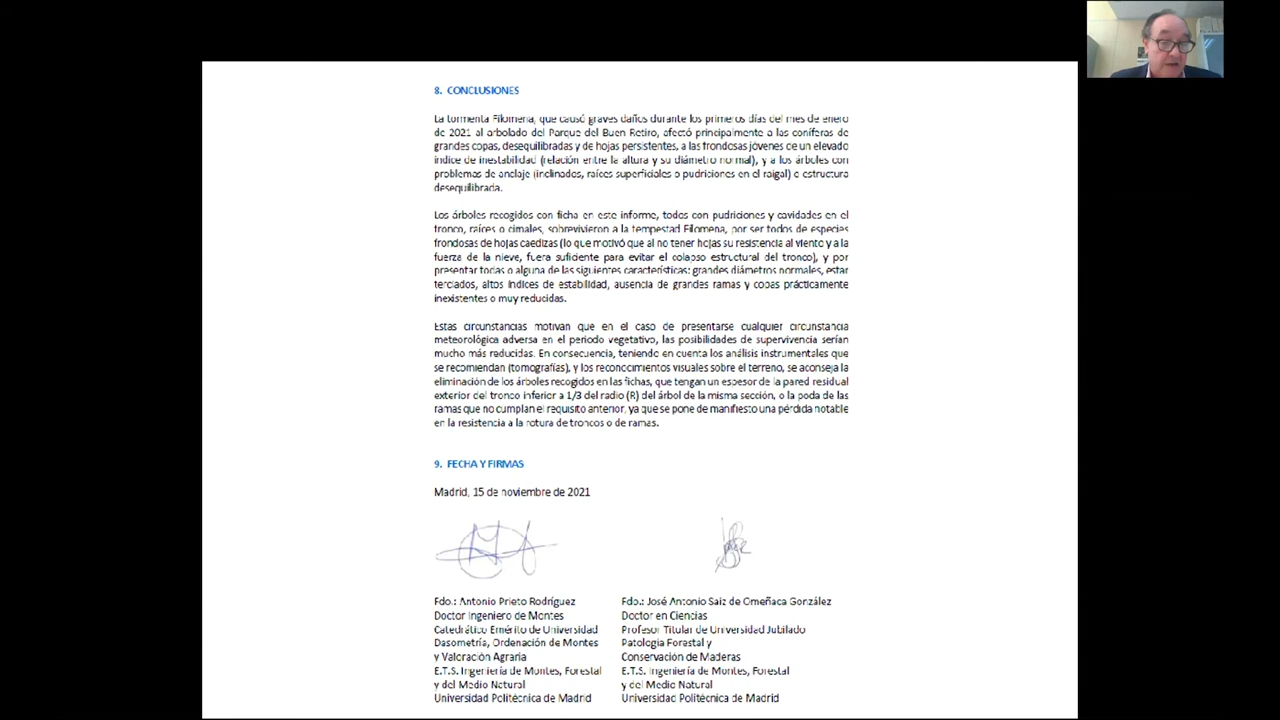 8. CONCLUSIONES
La tormenta Filomena, que causó graves daños durante los primeros días del mes de enero
de 2021 al arbolado del Parque del Buen Retiro, afectó principalmente a las coníferas de
grandes copas, desequilibradas y de hojas persistentes, a las frondosas jóvenes de un elevado
índice de inestabilidad (relación entre la altura y su diámetro normal), y a los árboles con
problemas de anclaje (inclinados, raíces superficiales o pudriciones en el raigal) o estructura
desequilibrada.
Los árboles recogidos con ficha en este informe, todos con pudriciones y cavidades en el
tronco, raíces o cimales, sobrevivieron a la tempestad Filomena, por ser todos de especies
frondosas de hojas caedizas (lo que motivó que al no tener hojas su resistencia al viento y a la
fuerza de la nieve, fuera suficiente para evitar el colapso estructural del tronco), y por
presentar todas o alguna de las siguientes características: grandes diámetros normales, estar
terciados, altos índices de estabilidad, ausencia de grandes ramas y copas prácticamente
inexistentes o muy reducidas.
Estas circunstancias motivan que en el caso de presentarse cualquier circunstancia
meteorológica adversa en el periodo vegetativo, las posibilidades de supervivencia serían
mucho más reducidas. En consecuencia, teniendo en cuenta los análisis instrumentales que
se recomiendan (tomografías), y los reconocimientos visuales sobre el terreno, se aconseja la
eliminación de los árboles recogidos en las fichas, que tengan un espesor de la pared residual
exterior del tronco inferior a 1/3 del radio (R) del árbol de la misma sección, o la poda de las
ramas que no cumplan el requisito anterior, ya que se pone de manifiesto una pérdida notable
en la resistencia a la rotura de troncos o de ramas.
9. FECHA Y FIRMAS
Madrid, 15 de noviembre de 2021
Fdo.: Antonio Prieto Rodríguez
Doctor Ingeniero de Montes
Catedrático Emérito de Universidad
Dasometría, Ordenación de Montes
y Valoración Agraria
E.T.S. Ingeniería de Montes, Forestal
y del Medio Natural
Universidad Politécnica de Madrid
Fdo.: José Antonio Saiz de Omeñaca González
Doctor en Ciencias
Profesor Titular de Universidad Jubilado
Patología Forestal y
Conservación de Maderas
E.T.S. Ingeniería de Montes, Forestal
y del Medio Natural
Universidad Politécnica de Madrid